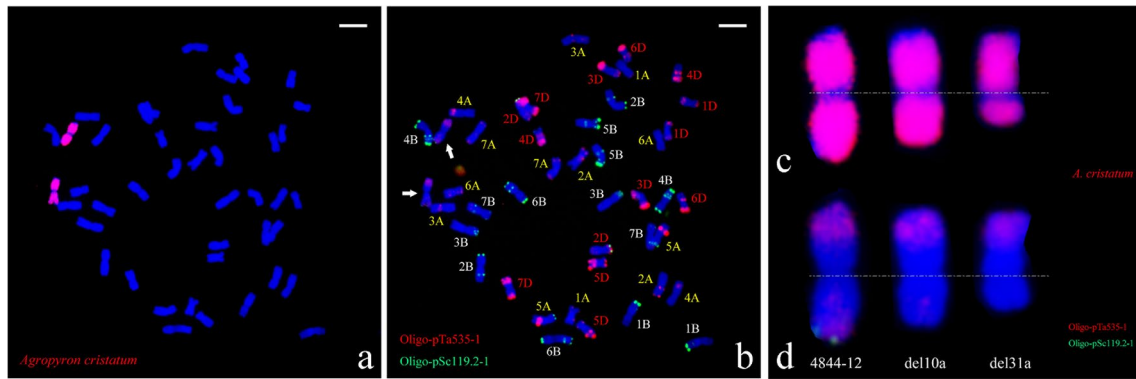 Agropyron cristatum
a
3A
6D
3D
1A
4D
7D
2B
1D
4A
2D
5B
4B
4D
1D
7A
5B
6A
7A
2A
6A
3D
4B
7B
6B
3B
6D
3A
3B
7B
5A
2D
2B
5D
7D
2A
4A
5A
1A
5D
1B
1B
6B
Oligo-pTa535-1
Oligo-pSc119.2-1
b
c
A. cristatum
Oligo-pTa535-1
Oligo-pSc119.2-1
d
4844-12
del10a
del31a